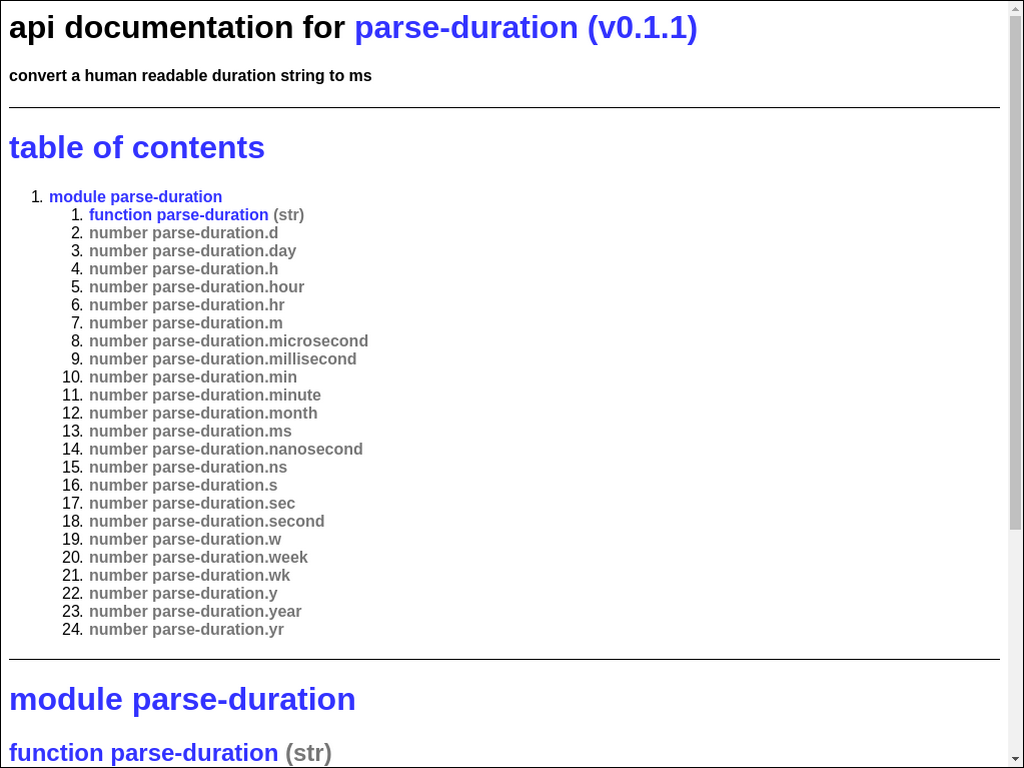 api documentation for parse-duration (v0.1.1)
convert a human readable duration string to ms
table of contents
1. module parse-duration
1. function parse-duration (str)
2. number parse-duration.d
3. number parse-duration.day
4. number parse-duration.h
5. number parse-duration.hour
6. number parse-duration.hr
7. number parse-duration.m
8. number parse-duration.microsecond
9. number parse-duration.millisecond
10. number parse-duration.min
11. number parse-duration.minute
12. number parse-duration.month
13. number parse-duration.ms
14. number parse-duration.nanosecond
15. number parse-duration.ns
16. number parse-duration.s
17. number parse-duration.sec
18. number parse-duration.second
19. number parse-duration.w
20. number parse-duration.week
21. number parse-duration.wk
22. number parse-duration.y
23. number parse-duration.year
24. number parse-duration.yr
module parse-duration
function parse-duration (str)